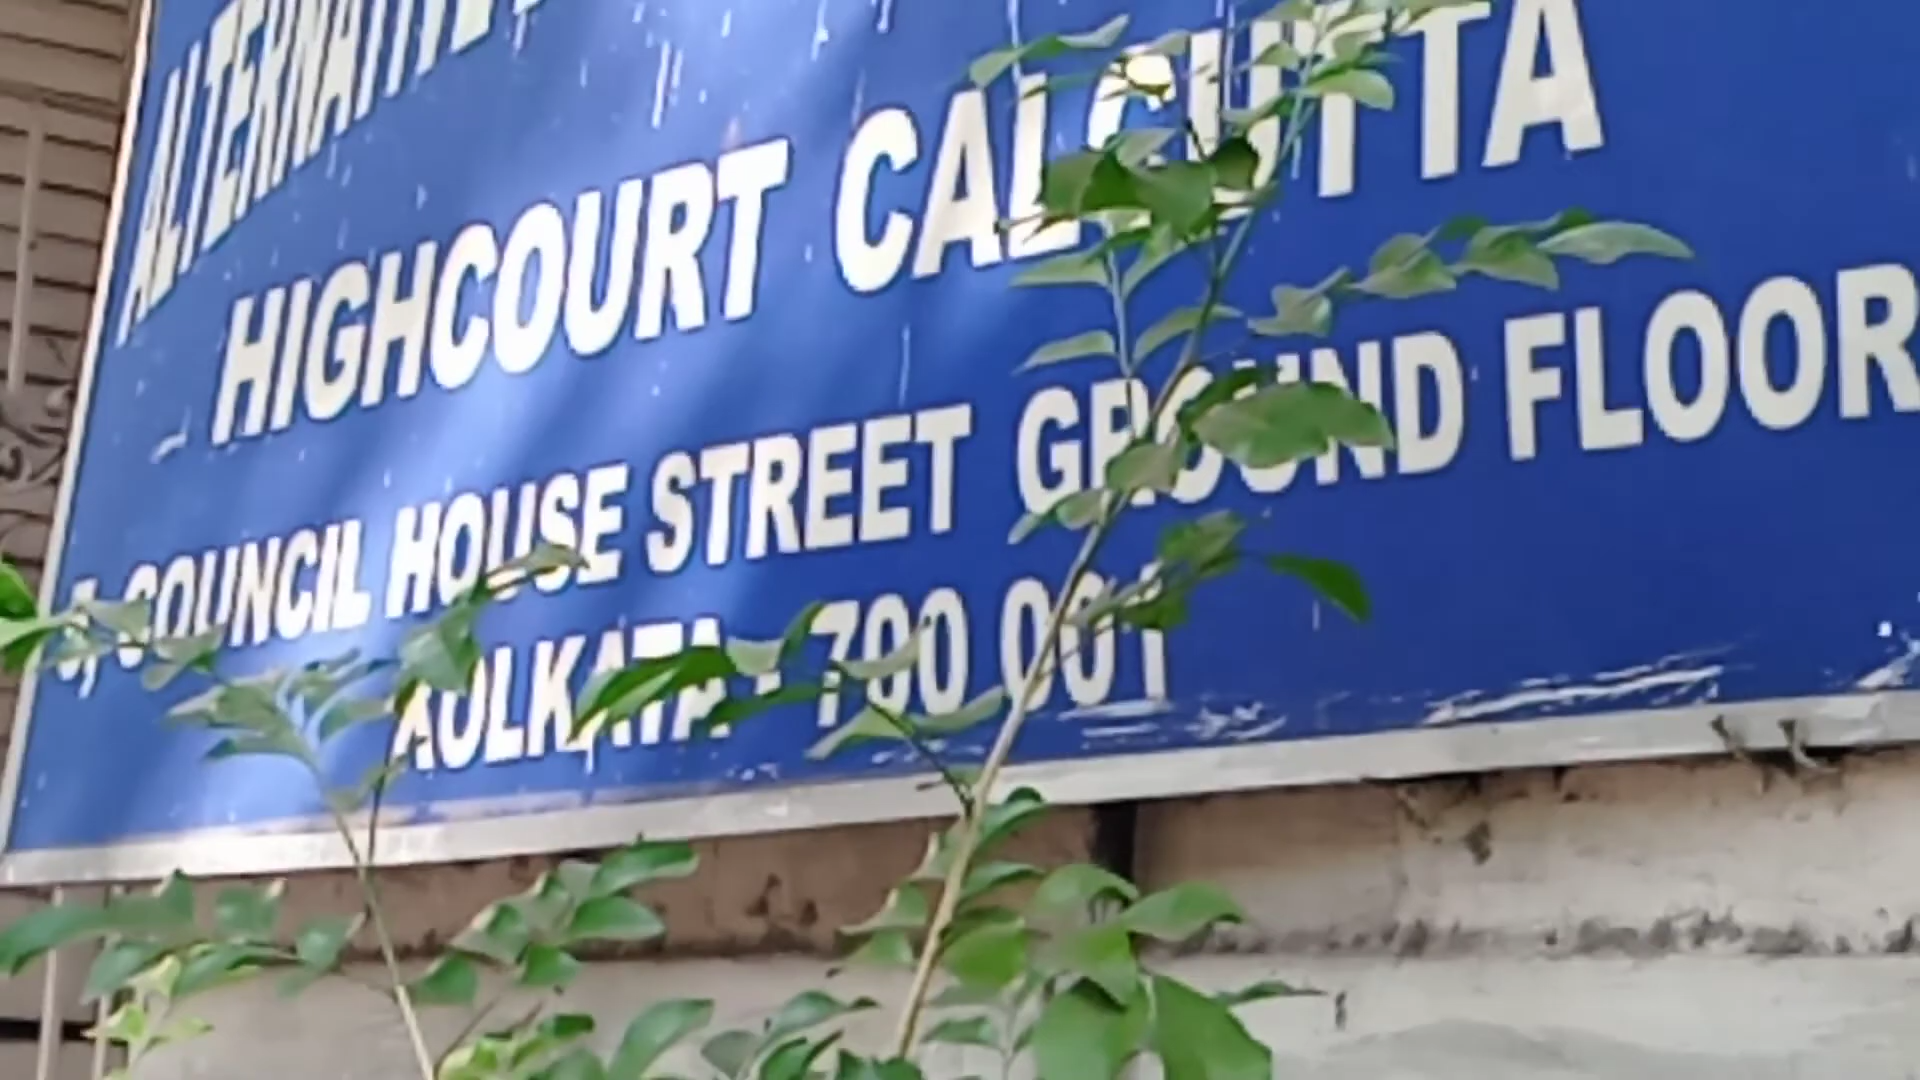 ALTERNATIVE
HIGHCOURT CALCUTTA
COUNCIL HOUSE STREET GROUND FLOOR
KOLKATA - 700 001